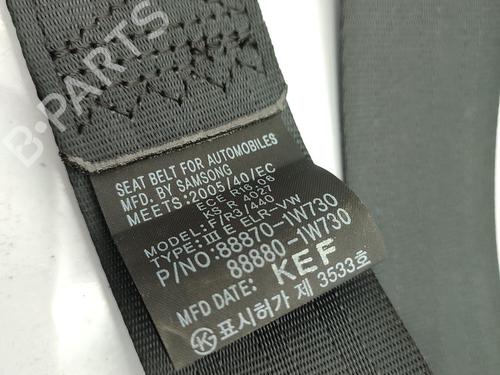 B-PARTS
SEAT BELT FOR AUTOMOBILES
MFD. BY SAMSONG
MEETS:2005/40/EC
ECE R16.06
KS R 4027
MODEL:F/R3/440
TYPE:III E ELR-VW
P/NO:88870-1W730
88880-1W730
MFD DATE: KEF
K 표시허가 제 3533호